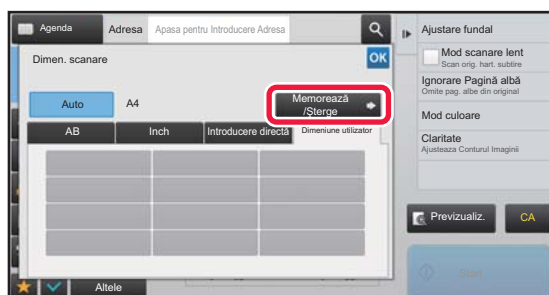 Agenda
Adresa
Apasa pentru Introducere Adresa
Dimen. scanare
OK
Auto
A4
Memorează
/Şterge
AB
Inch
Introducere directă
Dimeniune utilizator
Altele
Ajustare fundal
Mod scanare lent
Scan orig. hart. subtire
Ignorare Pagină albă
Omite pag. albe din original
Mod culoare
Claritate
Ajusteaza Conturul Imaginii
Previzualiz.
CA
Start